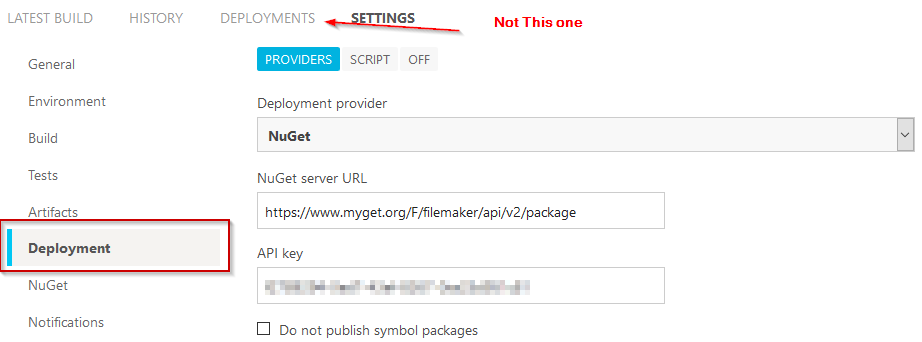 LATEST BUILD HISTORY DEPLOYMENTS SETTINGS Not This one
General
Environment
Build
Tests
Artifacts
Deployment
NuGet
Notifications
PROVIDERS SCRIPT OFF
Deployment provider
NuGet
NuGet server URL
https://www.myget.org/F/filemaker/api/v2/package
API key
Do not publish symbol packages